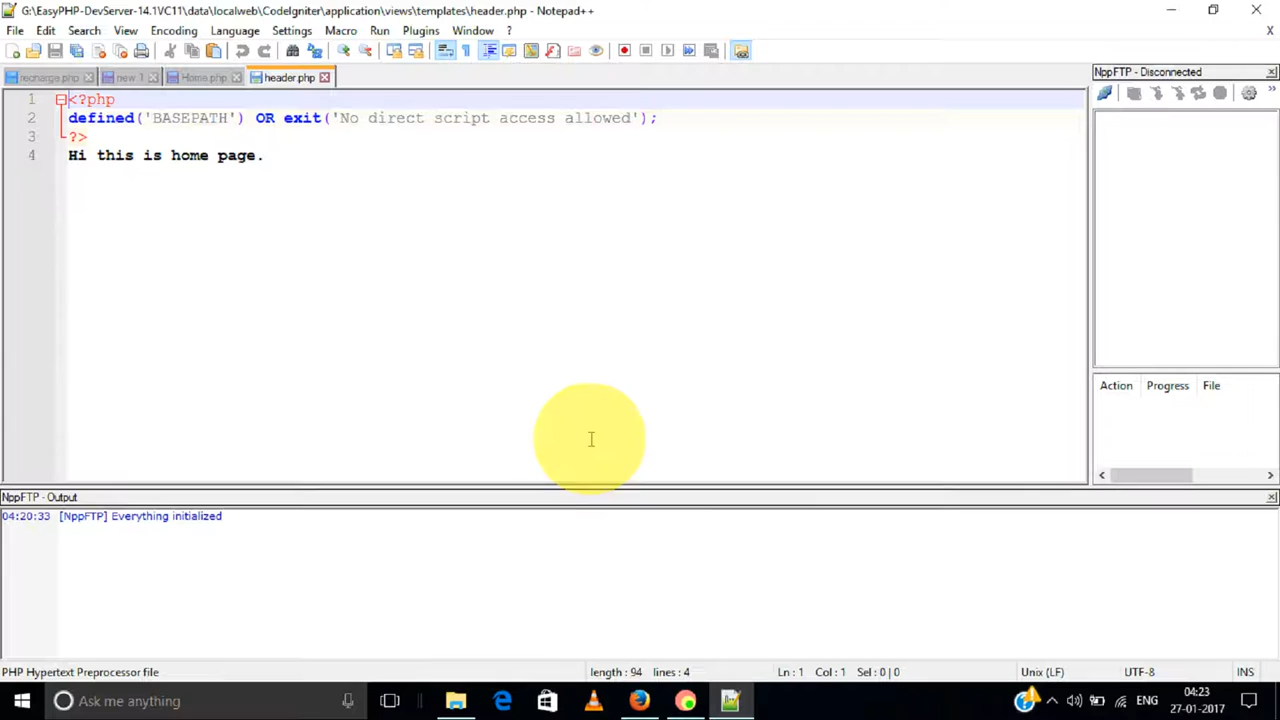 G:\EasyPHP-DevServer-14.1VC11\data\localweb\CodeIgniter\application\views\templates\header.php - Notepad++
File Edit Search View Encoding Language Settings Macro Run Plugins Window ? X
recharge.php new 1 Home.php header.php
NppFTP - Disconnected
1 <?php
2 defined('BASEPATH') OR exit('No direct script access allowed');
3 ?>
4 Hi this is home page.
Action Progress File
NppFTP - Output
04:20:33 [NppFTP] Everything initialized
PHP Hypertext Preprocessor file length : 94 lines : 4 Ln : 1 Col : 1 Sel : 0 | 0 Unix (LF) UTF-8 INS
Ask me anything
ENG
04:23
27-01-2017